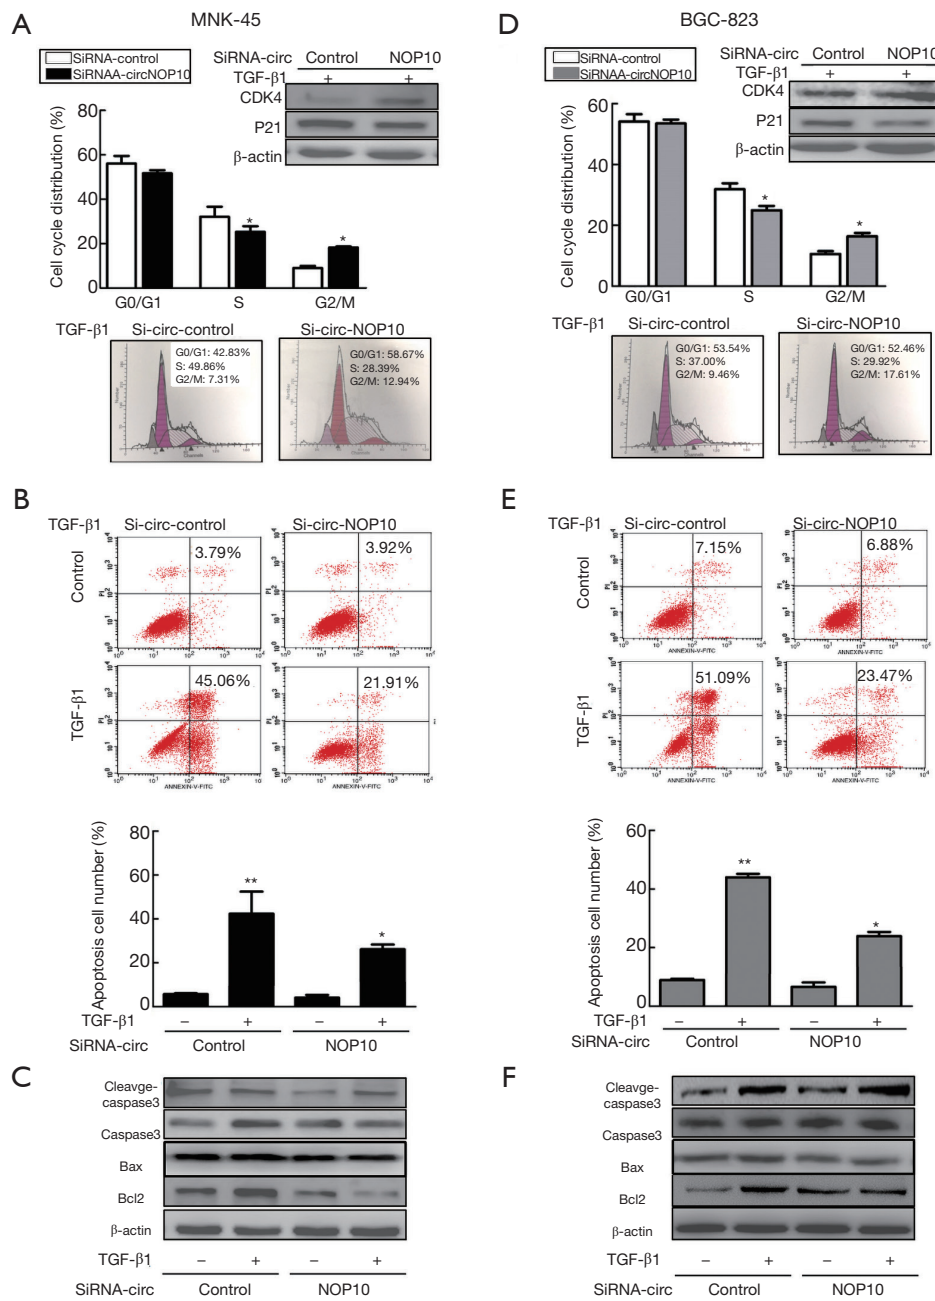 A
MNK-45
SiRNA-control
SiRNAA-circNOP10
SiRNA-circ Control NOP10
TGF-β1 + +
CDK4
P21
β-actin
Cell cycle distribution (%)
80
60
40
20
0
G0/G1 S G2/M
*
*
TGF-β1 Si-circ-control Si-circ-NOP10
G0/G1: 42.83%
S: 49.86%
G2/M: 7.31%
G0/G1: 58.67%
S: 28.39%
G2/M: 12.94%
Number
Channels
B
TGF-β1 Si-circ-control Si-circ-NOP10
Control
3.79%
3.92%
TGF-β1
45.06%
21.91%
PI
ANNEXIN-V-FITC
Apoptosis cell number (%)
80
60
40
20
0
**
*
TGF-β1 − + − +
SiRNA-circ Control NOP10
C
Cleavge-
caspase3
Caspase3
Bax
Bcl2
β-actin
TGF-β1 − + − +
SiRNA-circ Control NOP10
D
BGC-823
SiRNA-control
SiRNAA-circNOP10
SiRNA-circ Control NOP10
TGF-β1 + +
CDK4
P21
β-actin
Cell cycle distribution (%)
60
40
20
0
G0/G1 S G2/M
*
*
TGF-β1 Si-circ-control Si-circ-NOP10
G0/G1: 53.54%
S: 37.00%
G2/M: 9.46%
G0/G1: 52.46%
S: 29.92%
G2/M: 17.61%
Number
Channels
E
TGF-β1 Si-circ-control Si-circ-NOP10
Control
7.15%
6.88%
TGF-β1
51.09%
23.47%
PI
ANNEXIN-V-FITC
Apoptosis cell number (%)
60
40
20
0
**
*
TGF-β1 − + − +
SiRNA-circ Control NOP10
F
Cleavge-
caspase3
Caspase3
Bax
Bcl2
β-actin
TGF-β1 − + − +
SiRNA-circ Control NOP10